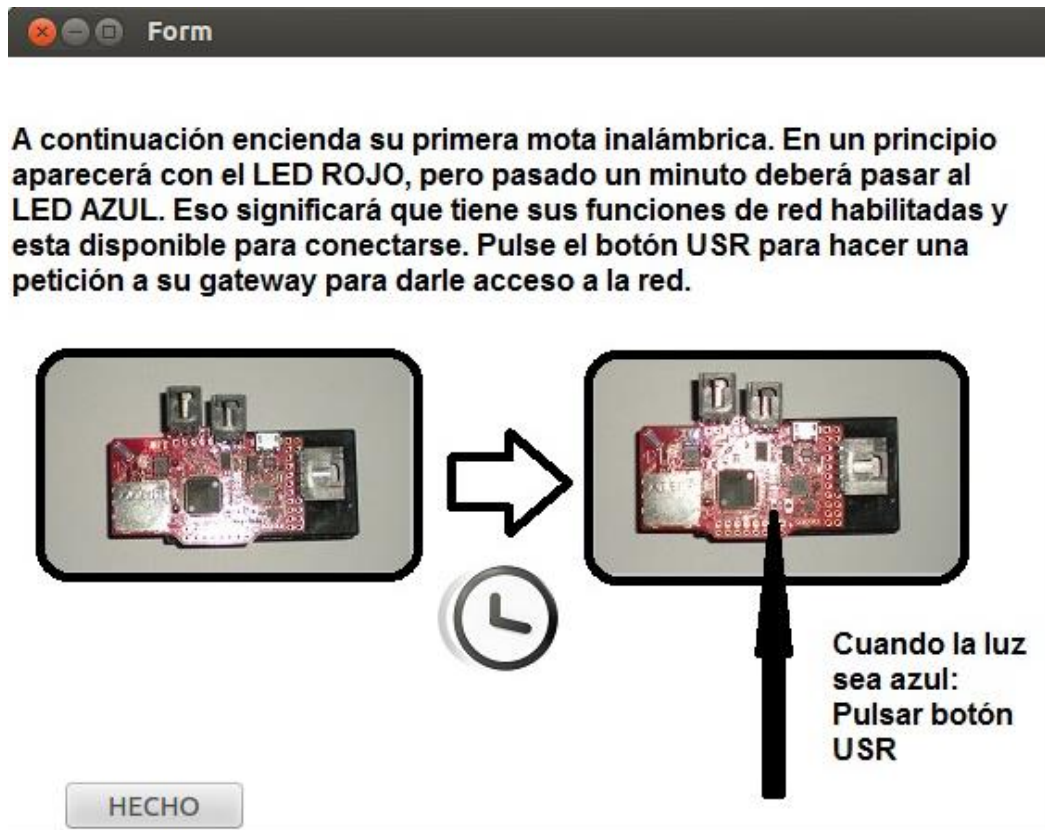 Form
A continuación encienda su primera mota inalámbrica. En un principio
aparecerá con el LED ROJO, pero pasado un minuto deberá pasar al
LED AZUL. Eso significará que tiene sus funciones de red habilitadas y
esta disponible para conectarse. Pulse el botón USR para hacer una
petición a su gateway para darle acceso a la red.
Cuando la luz
sea azul:
Pulsar botón
USR
HECHO